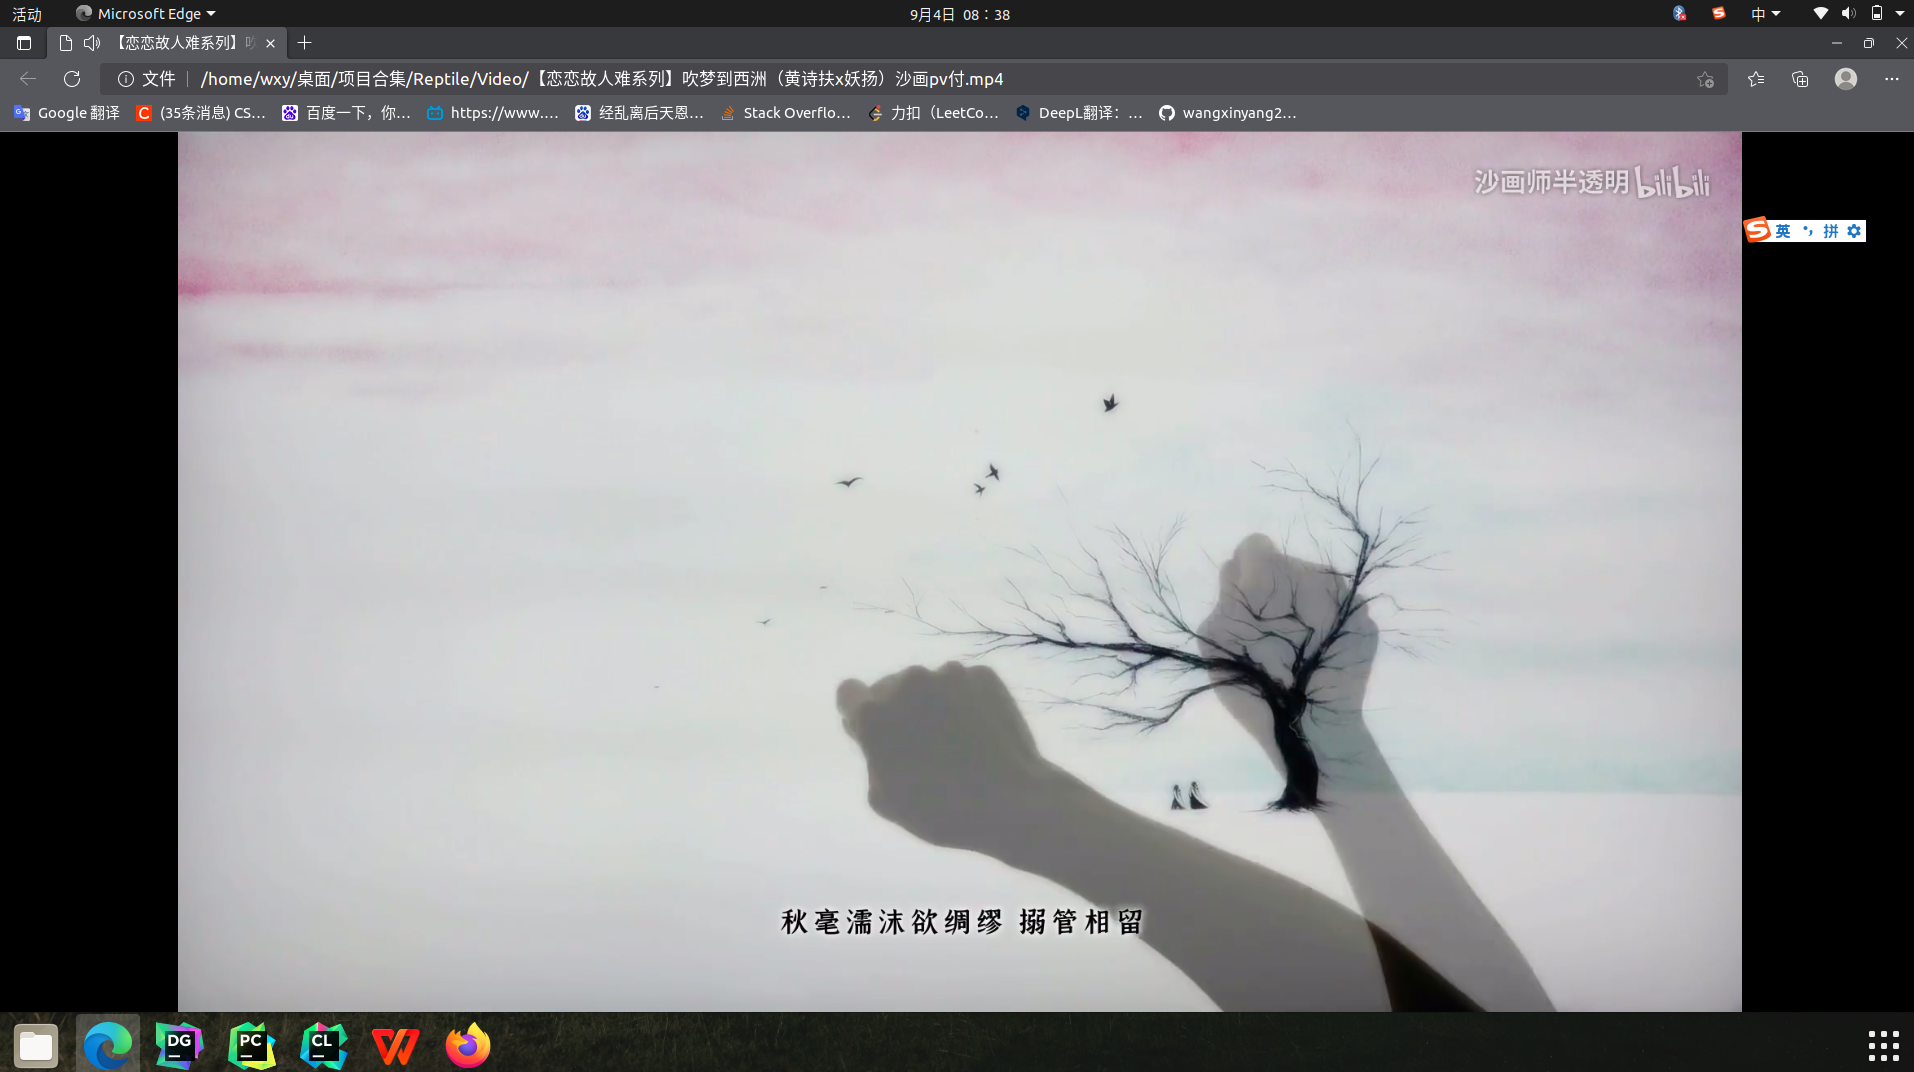 活动 Microsoft Edge 9月4日 08：38 中
【恋恋故人难系列】吹
文件 /home/wxy/桌面/项目合集/Reptile/Video/【恋恋故人难系列】吹梦到西洲（黄诗扶x妖扬）沙画pv付.mp4
Google 翻译 (35条消息) CS... 百度一下，你... https://www.... 经乱离后天恩... Stack Overflo... 力扣（LeetCo... DeepL翻译：... wangxinyang2...
沙画师半透明 bilibili
英 拼
秋毫濡沫欲绸缪 搦管相留
DG PC CL